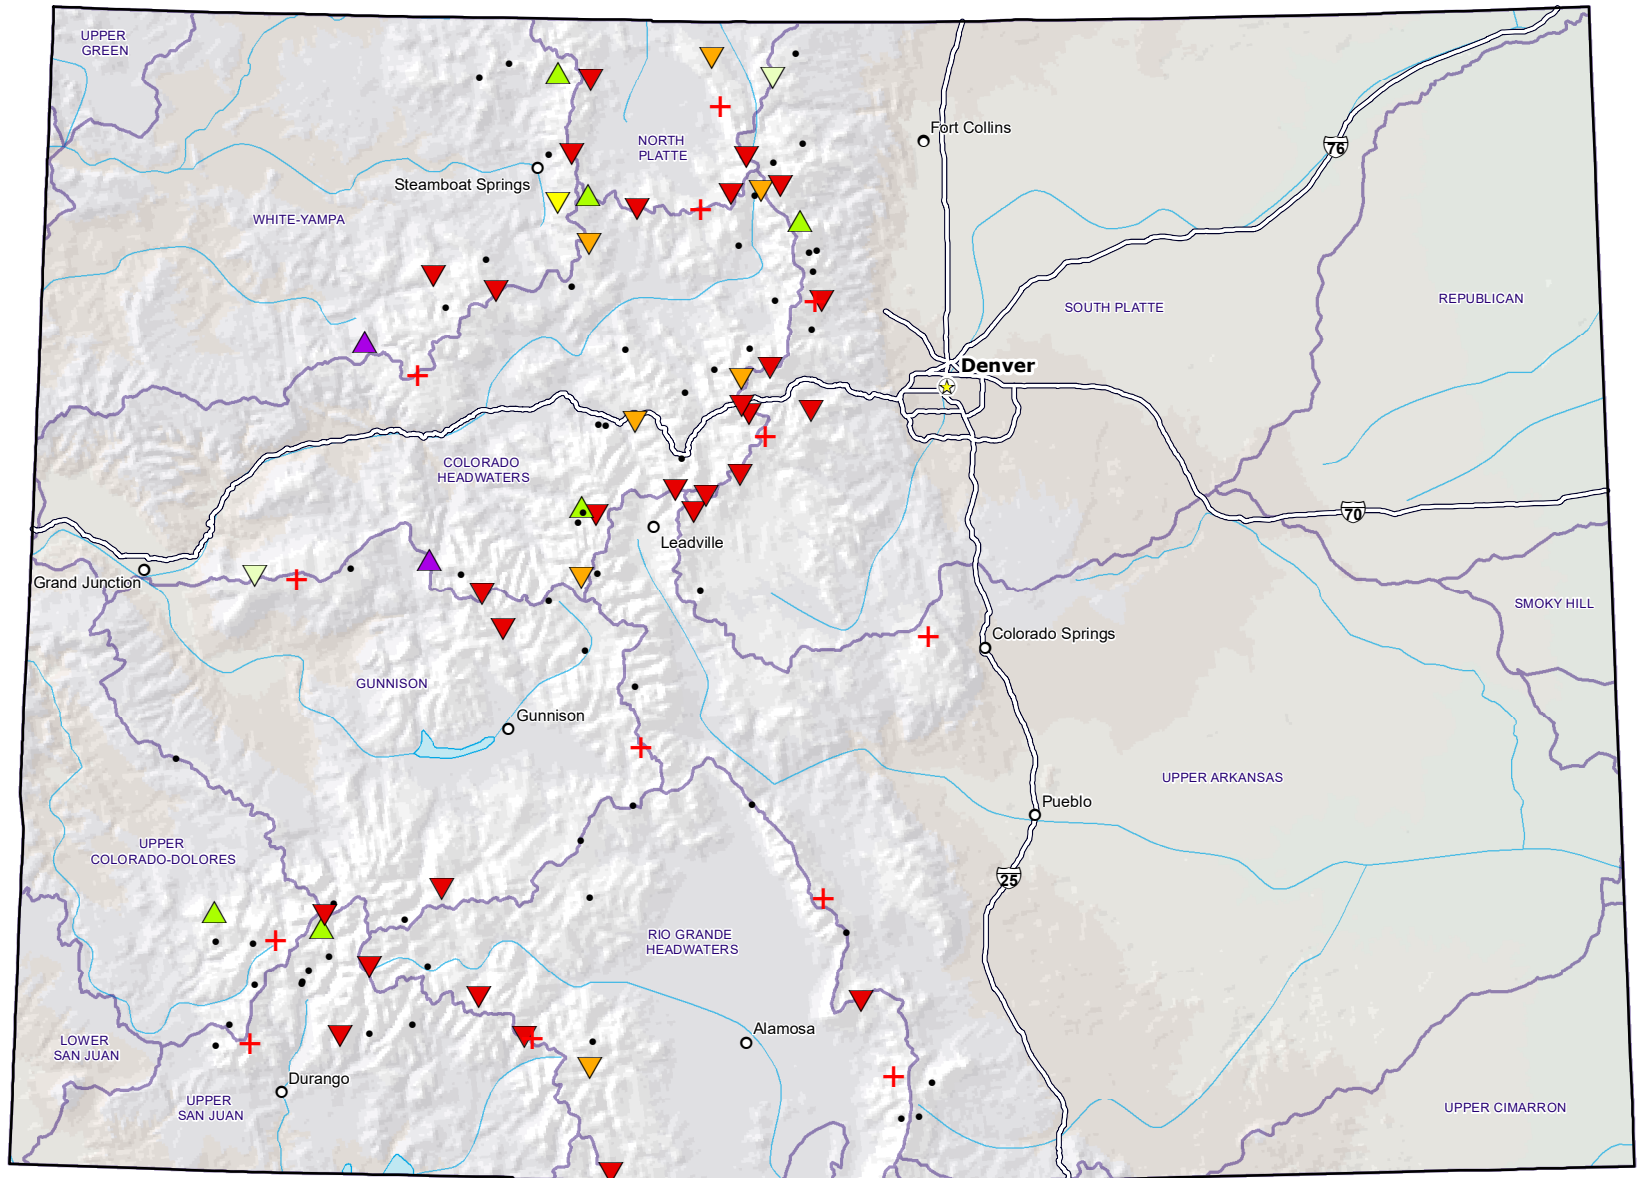 UPPER
GREEN
Fort Collins
76
NORTH
PLATTE
Steamboat Springs
WHITE-YAMPA
SOUTH PLATTE
REPUBLICAN
Denver
COLORADO
HEADWATERS
70
Leadville
Grand Junction
SMOKY HILL
Colorado Springs
GUNNISON
Gunnison
UPPER ARKANSAS
Pueblo
UPPER
COLORADO-DOLORES
25
RIO GRANDE
HEADWATERS
Alamosa
LOWER
SAN JUAN
Durango
UPPER
SAN JUAN
UPPER CIMARRON